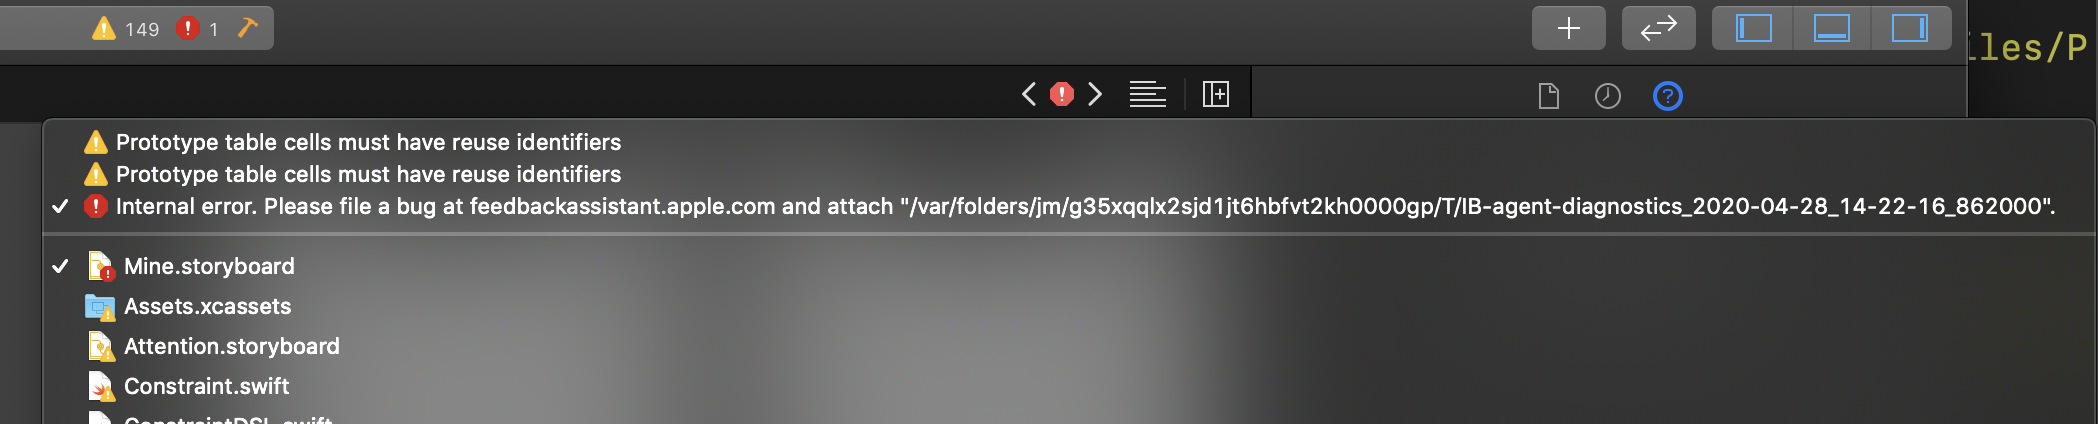 149 1
iles/P
Prototype table cells must have reuse identifiers
Prototype table cells must have reuse identifiers
Internal error. Please file a bug at feedbackassistant.apple.com and attach "/var/folders/jm/g35xqqlx2sjd1jt6hbfvt2kh0000gp/T/IB-agent-diagnostics_2020-04-28_14-22-16_862000".
Mine.storyboard
Assets.xcassets
Attention.storyboard
Constraint.swift
ConstraintDSL.swift